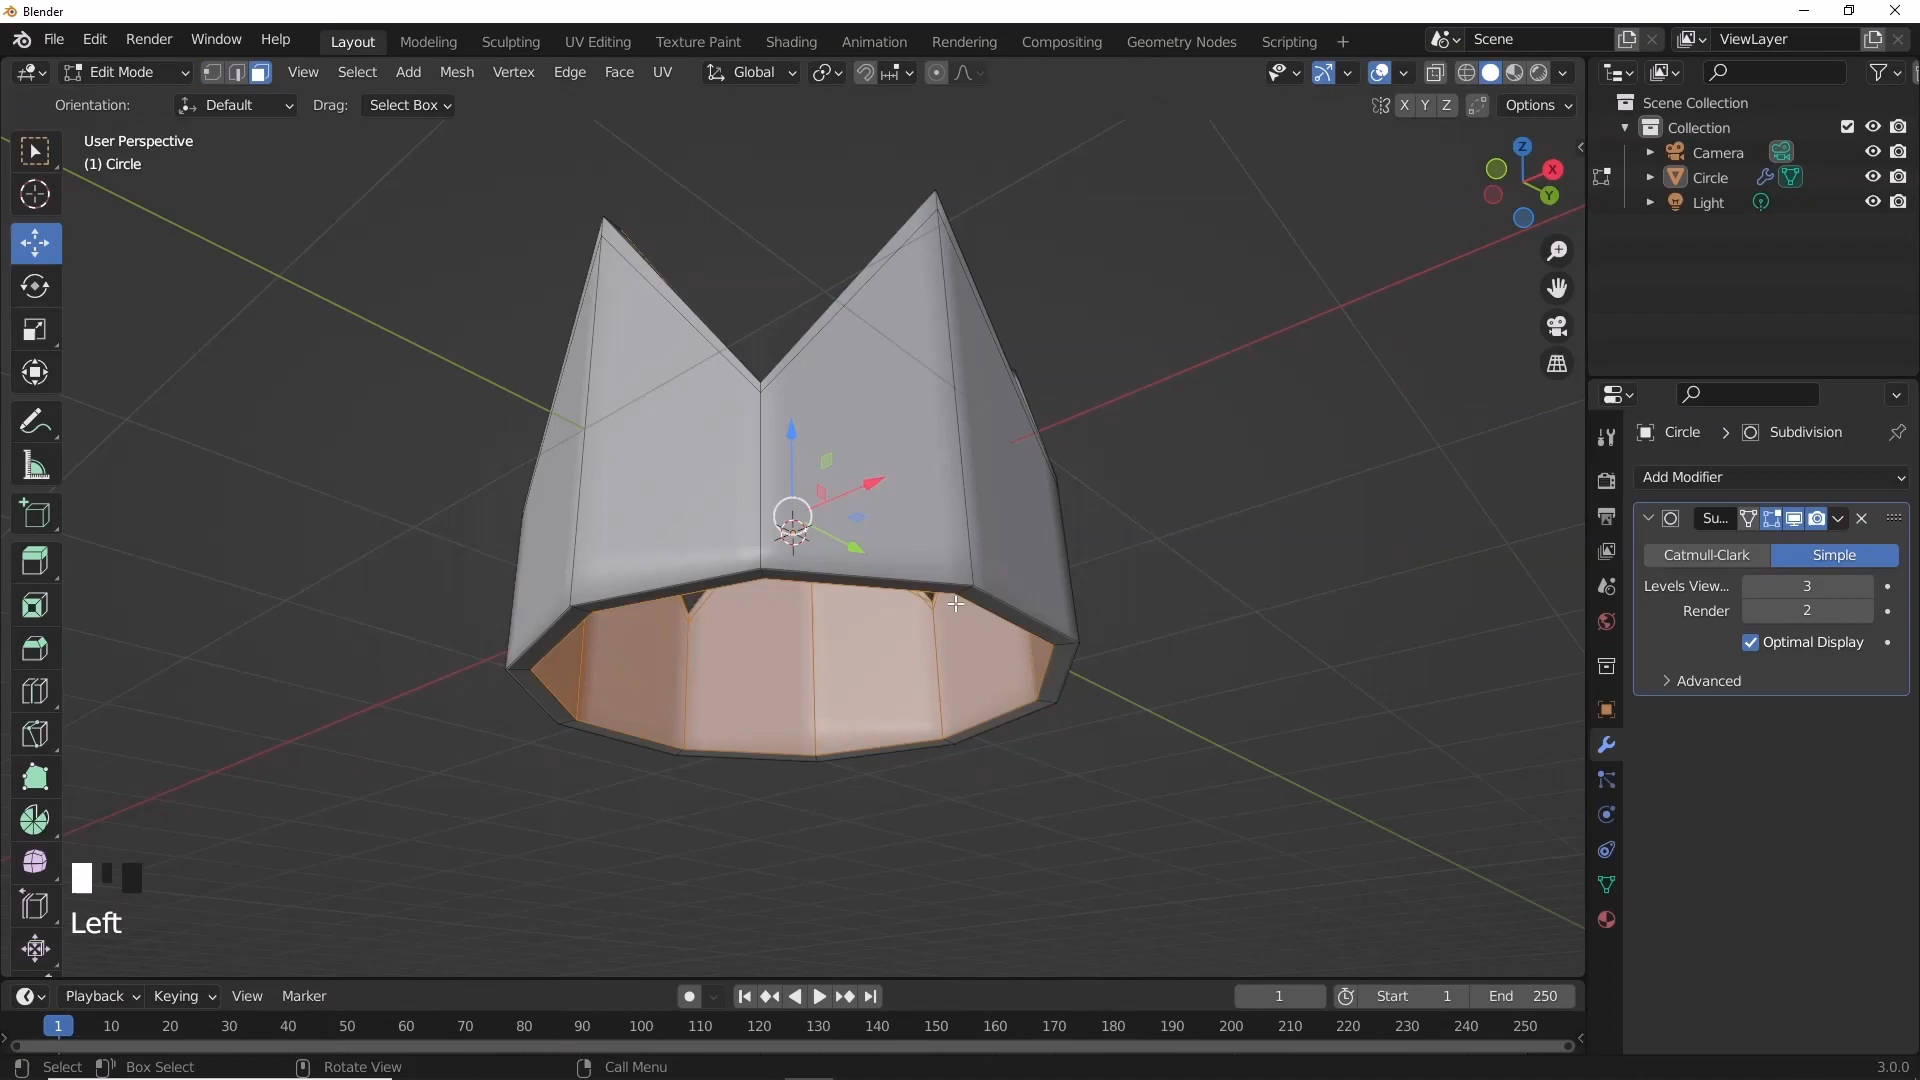 Blender
File Edit Render Window Help
Layout Modeling Sculpting UV Editing Texture Paint Shading Animation Rendering Compositing Geometry Nodes Scripting +
Scene
ViewLayer
Edit Mode
View Select Add Mesh Vertex Edge Face UV
Global
Orientation: Default Drag: Select Box
X Y Z
Options
User Perspective
(1) Circle
Z
X
Y
Scene Collection
Collection
Camera
Circle
Light
Circle > Subdivision
Add Modifier
Su...
Catmull-Clark Simple
Levels View... 3
Render 2
Optimal Display
Advanced
Left
Playback Keying View Marker
1
Start 1
End 250
1 10 20 30 40 50 60 70 80 90 100 110 120 130 140 150 160 170 180 190 200 210 220 230 240 250
Select Box Select Rotate View Call Menu
3.0.0